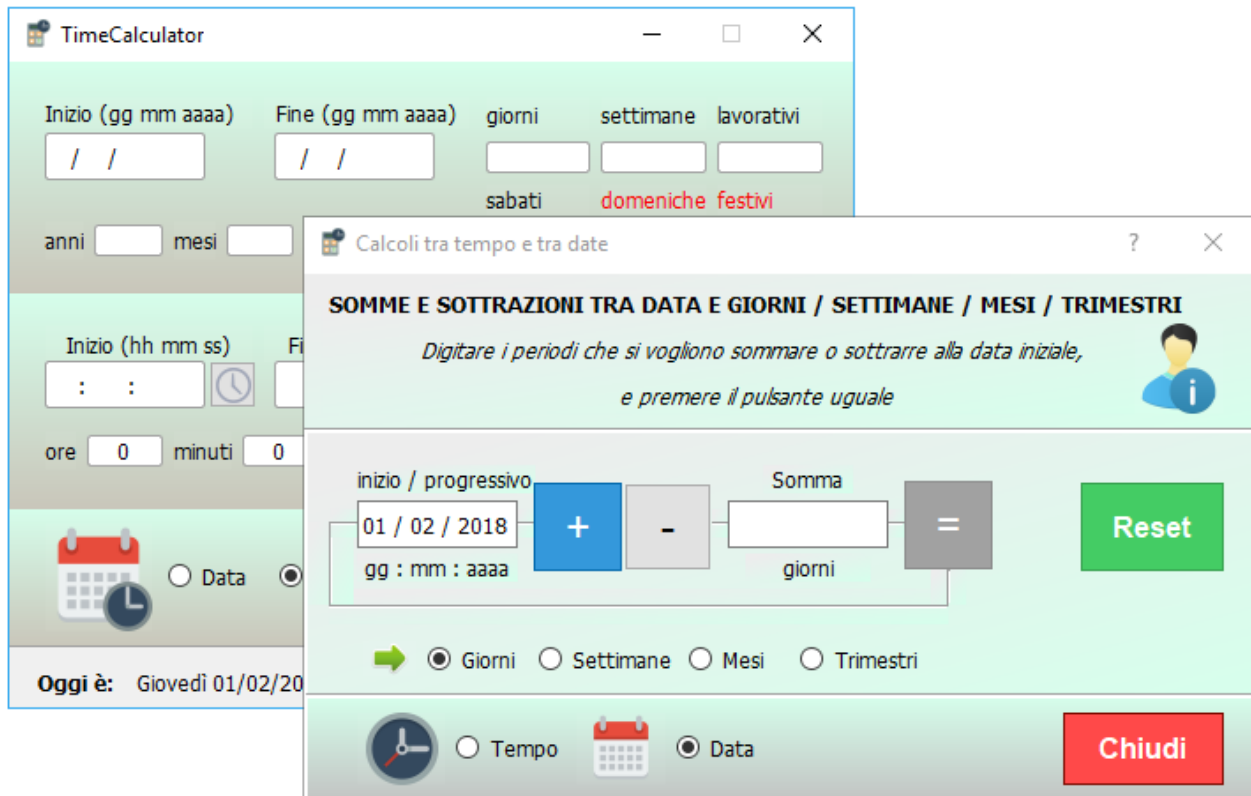 TimeCalculator
Inizio (gg mm aaaa) Fine (gg mm aaaa) giorni settimane lavorativi
/ / / /
sabati domeniche festivi
anni mesi
Inizio (hh mm ss)
: :
ore 0 minuti 0
Data
Oggi è: Giovedì 01/02/20
Calcoli tra tempo e tra date ?
SOMME E SOTTRAZIONI TRA DATA E GIORNI / SETTIMANE / MESI / TRIMESTRI
Digitare i periodi che si vogliono sommare o sottrarre alla data iniziale,
e premere il pulsante uguale
i
inizio / progressivo Somma
01 / 02 / 2018 + - = Reset
gg : mm : aaaa giorni
Giorni Settimane Mesi Trimestri
Tempo Data Chiudi